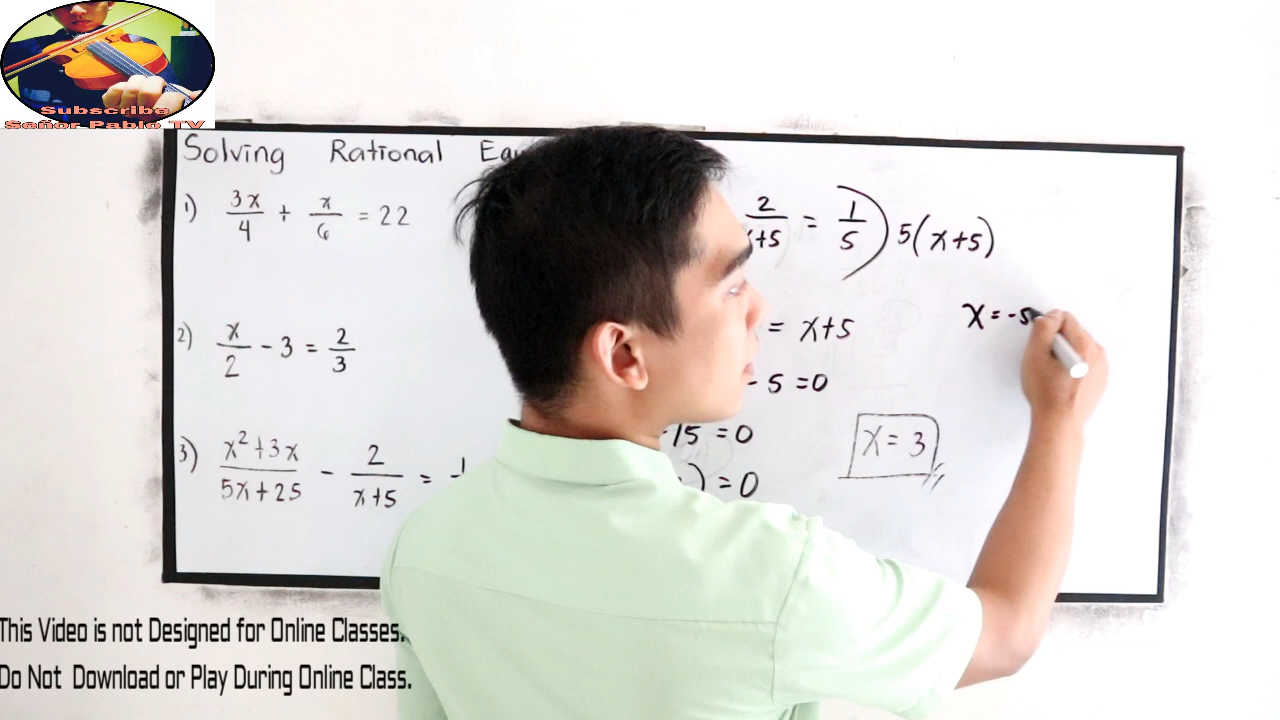 Subscribe
Señor Pablo TV
Solving Rational
1) 3x/4 + x/6 = 22
2) x/2 - 3 = 2/3
3) x²+3x/5x+25 - 2/x+5 =
2/x+5 = 1/5) 5(x+5)
= x+5
- 5 = 0
-15 = 0
) = 0
x = 3
x = -5
This Video is not Designed for Online Classes.
Do Not Download or Play During Online Class.